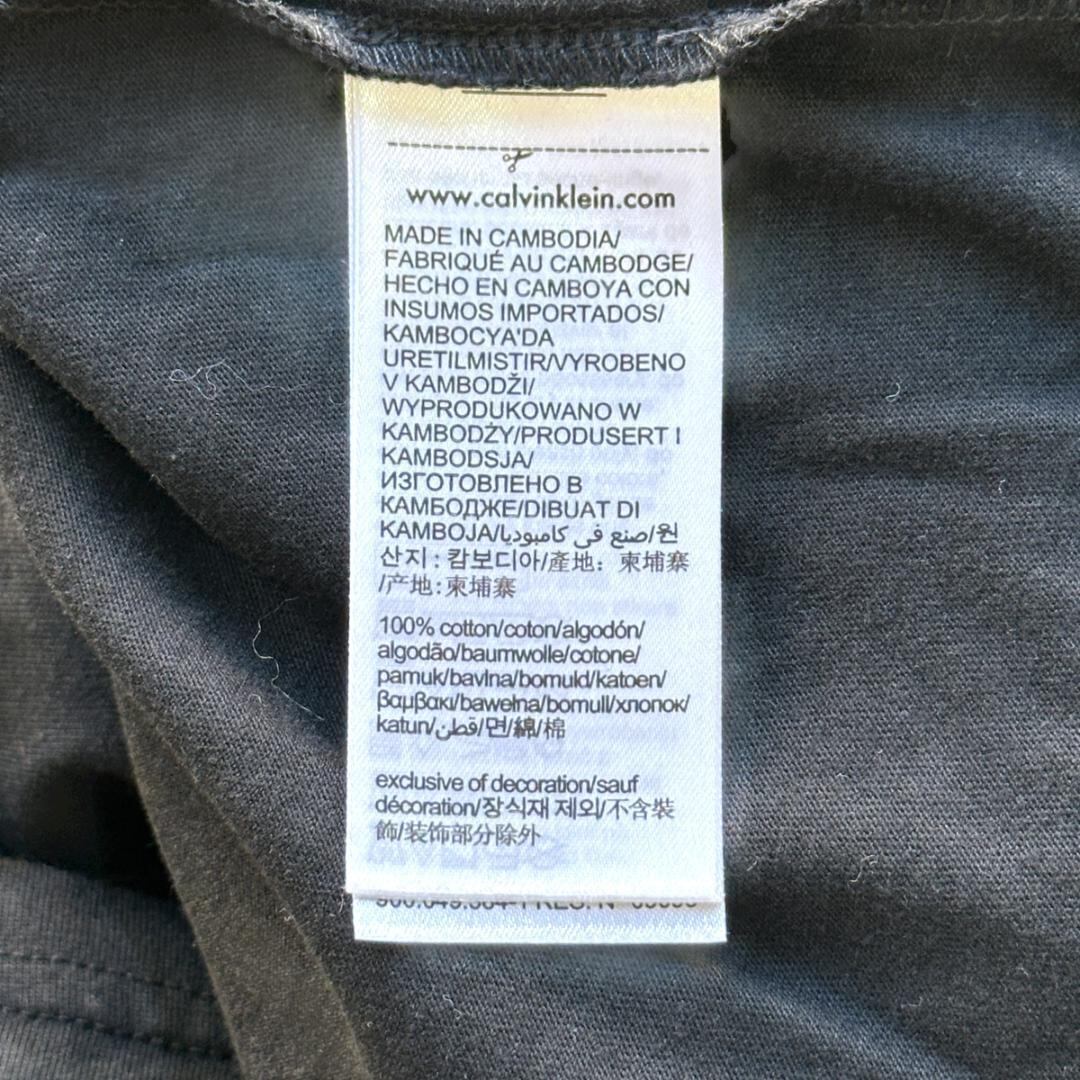 www.calvinklein.com
MADE IN CAMBODIA/
FABRIQUÉ AU CAMBODGE/
HECHO EN CAMBOYA CON
INSUMOS IMPORTADOS/
KAMBOCYA'DA
URETILMISTIR/VYROBENO
V KAMBODŽI/
WYPRODUKOWANO W
KAMBODŻY/PRODUSERT I
KAMBODSJA/
ИЗГОТОВЛЕНО В
КАМБОДЖЕ/DIBUAT DI
KAMBOJA/صنع في كامبوديا/원
산지 : 캄보디아/產地： 柬埔寨
/产地:柬埔寨
100% cotton/coton/algodón/
algodão/baumwolle/cotone/
pamuk/bavlna/bomuld/katoen/
βαμβακι/bawełna/bomull/хлопок/
katun/قطن/면/綿/棉
exclusive of decoration/sauf
décoration/장식재 제외/不含裝
飾/装饰部分除外